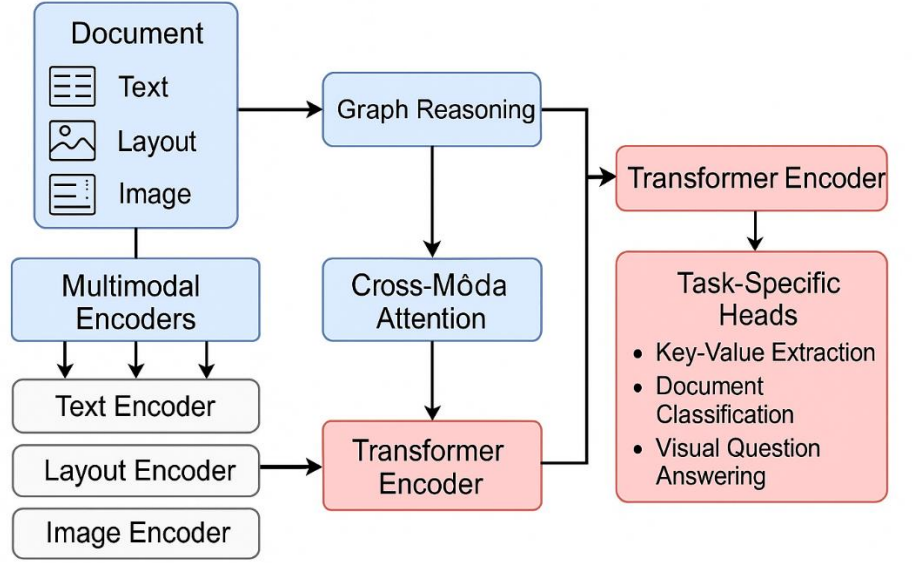 Document
Text
Layout
Image
Multimodal
Encoders
Text Encoder
Layout Encoder
Image Encoder
Graph Reasoning
Cross-Môda
Attention
Transformer
Encoder
Transformer Encoder
Task-Specific
Heads
• Key-Value Extraction
• Document
Classification
• Visual Question
Answering